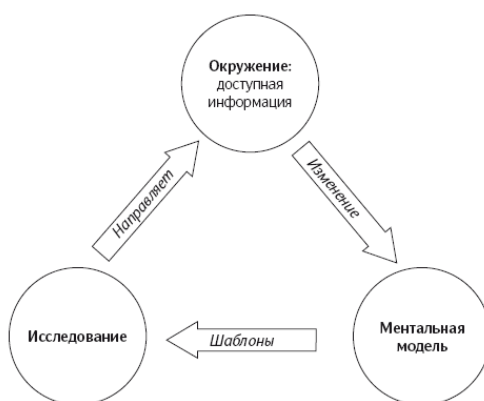 Окружение:
доступная
информация
Направляет
Изменение
Исследование
Шаблоны
Ментальная
модель